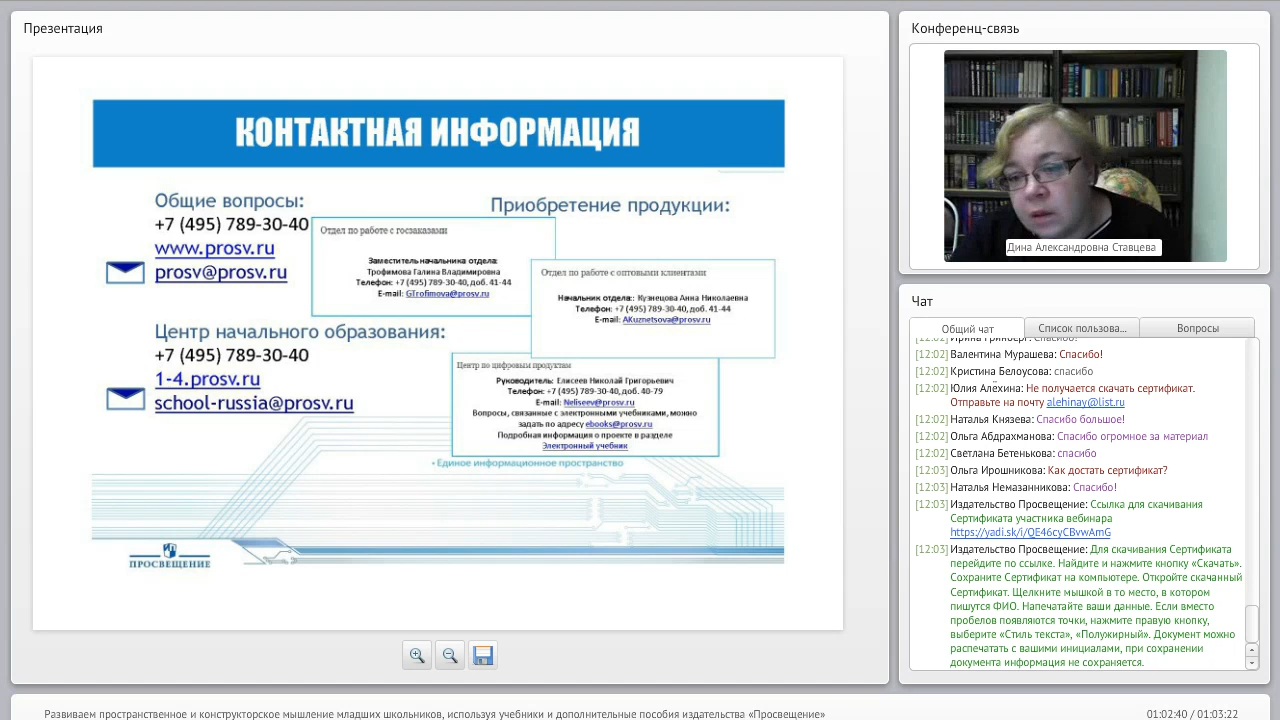 Презентация
КОНТАКТНАЯ ИНФОРМАЦИЯ
Общие вопросы:
+7 (495) 789-30-40
www.prosv.ru
prosv@prosv.ru
Центр начального образования:
+7 (495) 789-30-40
1-4.prosv.ru
school-russia@prosv.ru
Приобретение продукции:
Отдел по работе с госзаказами
Заместитель начальника отдела:
Трофимова Галина Владимировна
Телефон: +7 (495) 789-30-40, доб. 41-44
E-mail: GTrofimova@prosv.ru
Отдел по работе с оптовыми клиентами
Начальник отдела:: Кузнецова Анна Николаевна
Телефон: +7 (495) 789-30-40, доб. 41-44
E-mail: AKuznetsova@prosv.ru
Центр по цифровым продуктам
Руководитель: Елисеев Николай Григорьевич
Телефон: +7 (495) 789-30-40, доб. 40-79
E-mail: Neliseev@prosv.ru
Вопросы, связанные с электронными учебниками, можно
задать по адресу ebooks@prosv.ru
Подробная информация о проекте в разделе
Электронный учебник
• Единое информационное пространство
ПРОСВЕЩЕНИЕ
Конференц-связь
Дина Александровна Ставцева
Чат
Общий чат
Список пользова...
Вопросы
[12:02] Ирина Гринберг: Спасибо!
[12:02] Валентина Мурашева: Спасибо!
[12:02] Кристина Белоусова: спасибо
[12:02] Юлия Алехина: Не получается скачать сертификат.
Отправьте на почту alehinay@list.ru
[12:02] Наталья Князева: Спасибо большое!
[12:02] Ольга Абдрахманова: Спасибо огромное за материал
[12:02] Светлана Бетенькова: спасибо
[12:03] Ольга Ирошникова: Как достать сертификат?
[12:03] Наталья Немазанникова: Спасибо!
[12:03] Издательство Просвещение: Ссылка для скачивания
Сертификата участника вебинара
https://yadi.sk/i/QE46cyCBvwAmG
[12:03] Издательство Просвещение: Для скачивания Сертификата
перейдите по ссылке. Найдите и нажмите кнопку «Скачать».
Сохраните Сертификат на компьютере. Откройте скачанный
Сертификат. Щелкните мышкой в то место, в котором
пишутся ФИО. Напечатайте ваши данные. Если вместо
пробелов появляются точки, нажмите правую кнопку,
выберите «Стиль текста», «Полужирный». Документ можно
распечатать с вашими инициалами, при сохранении
документа информация не сохраняется.
Развиваем пространственное и конструкторское мышление младших школьников, используя учебники и дополнительные пособия издательства «Просвещение»
01:02:40 / 01:03:22